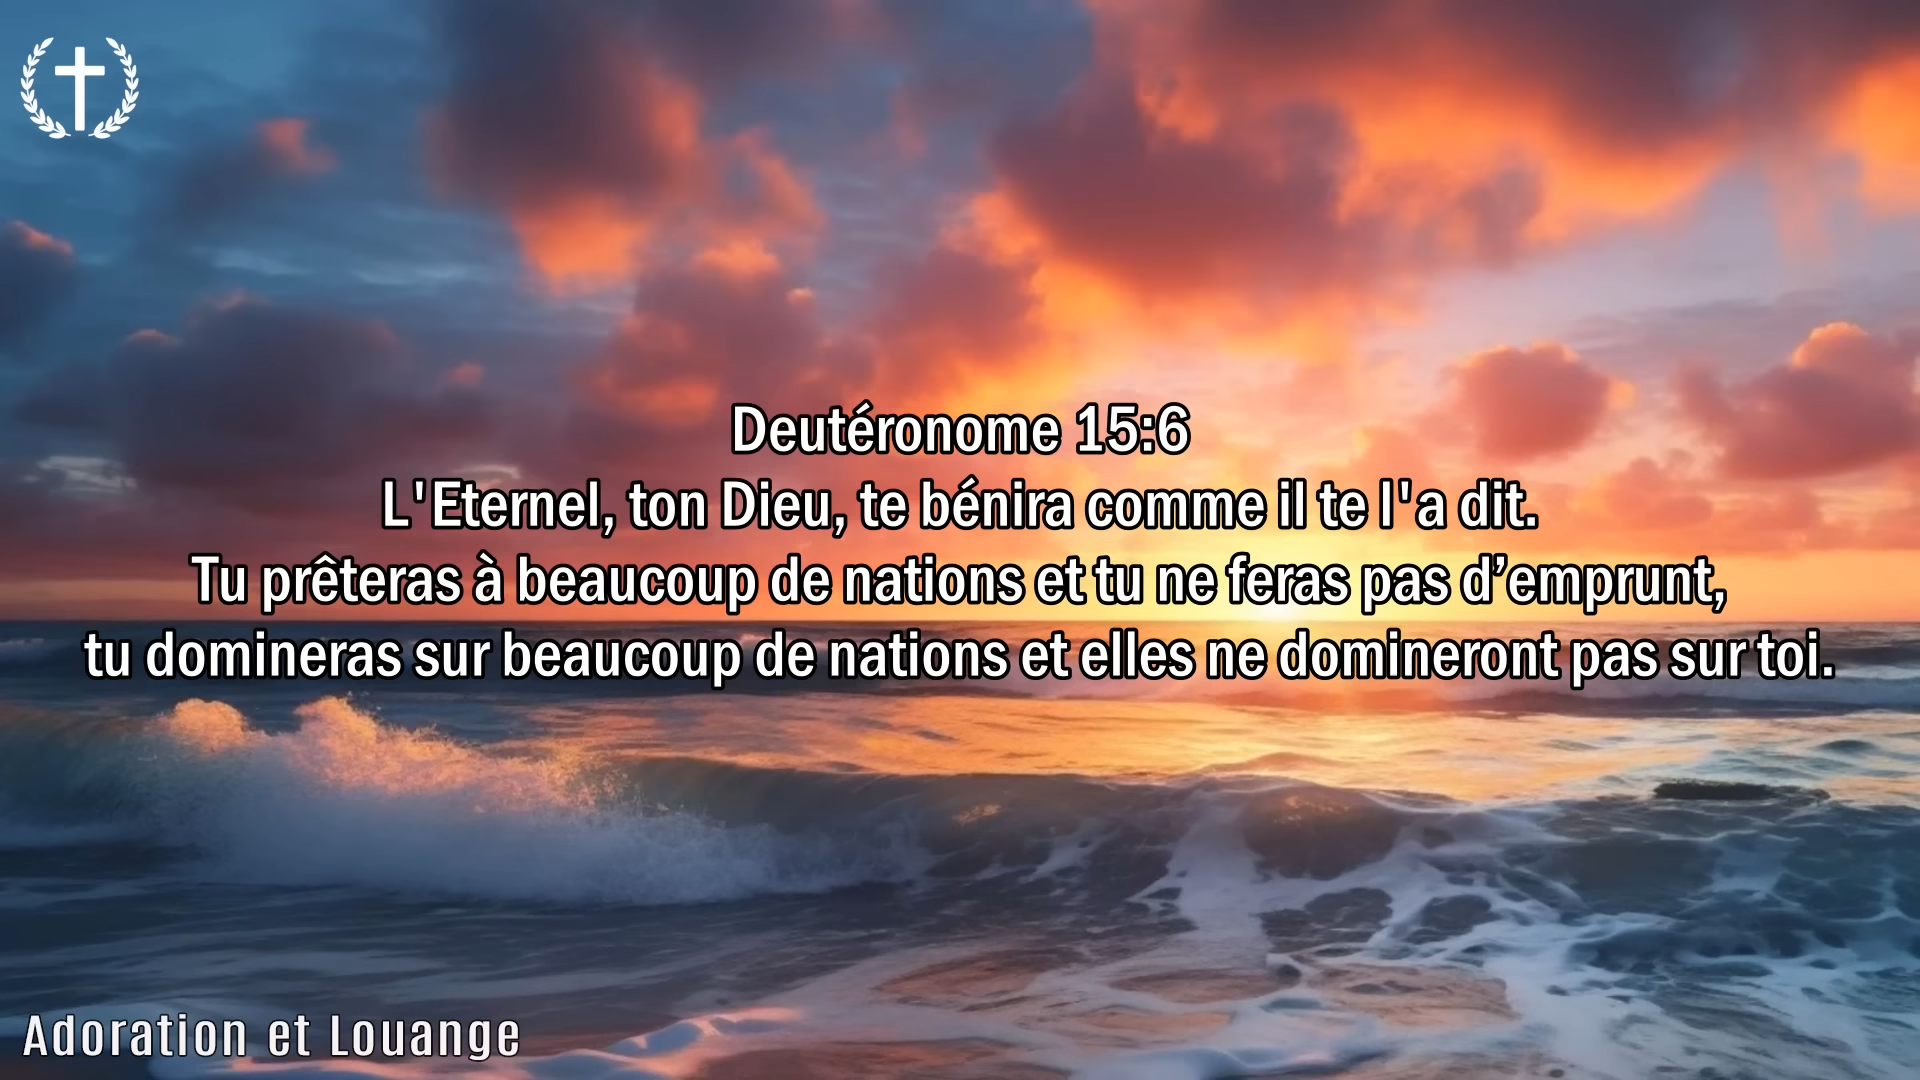 Deutéronome 15:6
L'Eternel, ton Dieu, te bénira comme il te l'a dit.
Tu prêteras à beaucoup de nations et tu ne feras pas d’emprunt,
tu domineras sur beaucoup de nations et elles ne domineront pas sur toi.
Adoration et Louange